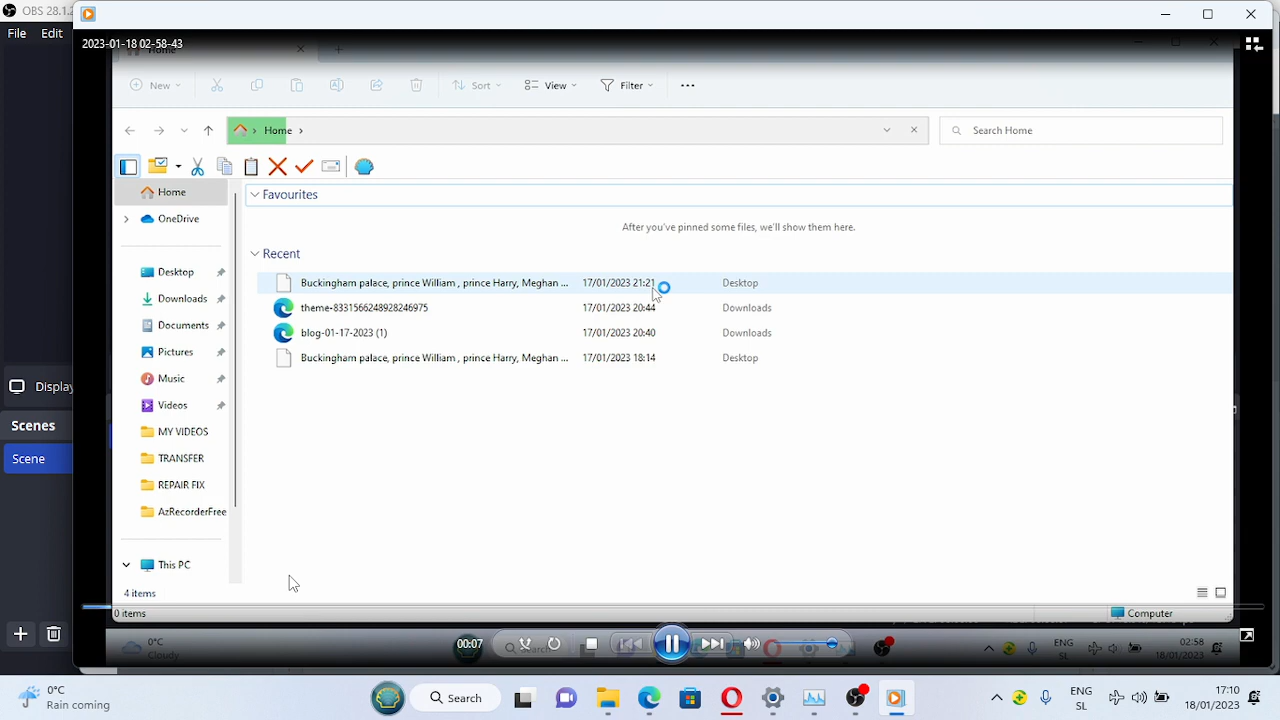 OBS 28.1.2
File Edit
2023-01-18 02-58-43
Home
New Sort View Filter
Home
Search Home
Home
OneDrive
Desktop
Downloads
Documents
Pictures
Music
Videos
MY VIDEOS
TRANSFER
REPAIR FIX
AzRecorderFree
This PC
Favourites
After you've pinned some files, we'll show them here.
Recent
Buckingham palace, prince William , prince Harry, Meghan ... 17/01/2023 21:21 Desktop
theme-8331566248928246975 17/01/2023 20:44 Downloads
blog-01-17-2023 (1) 17/01/2023 20:40 Downloads
Buckingham palace, prince William , prince Harry, Meghan ... 17/01/2023 18:14 Desktop
4 items
0 items
Computer
Display
Scenes
Scene
0°C
Cloudy
00:07
ENG
SL
02:58
18/01/2023
0°C
Rain coming
Search
ENG
SL
17:10
18/01/2023